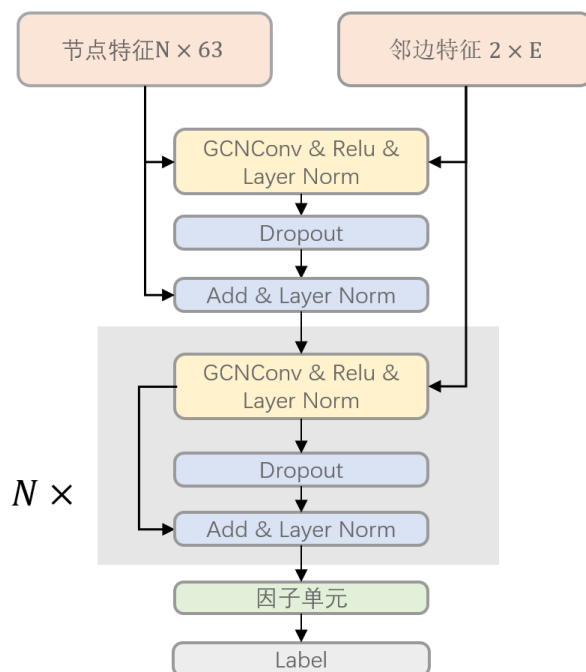 节点特征N × 63
邻边特征 2 × E
GCNConv & Relu &
Layer Norm
Dropout
Add & Layer Norm
GCNConv & Relu &
Layer Norm
N ×
Dropout
Add & Layer Norm
因子单元
Label